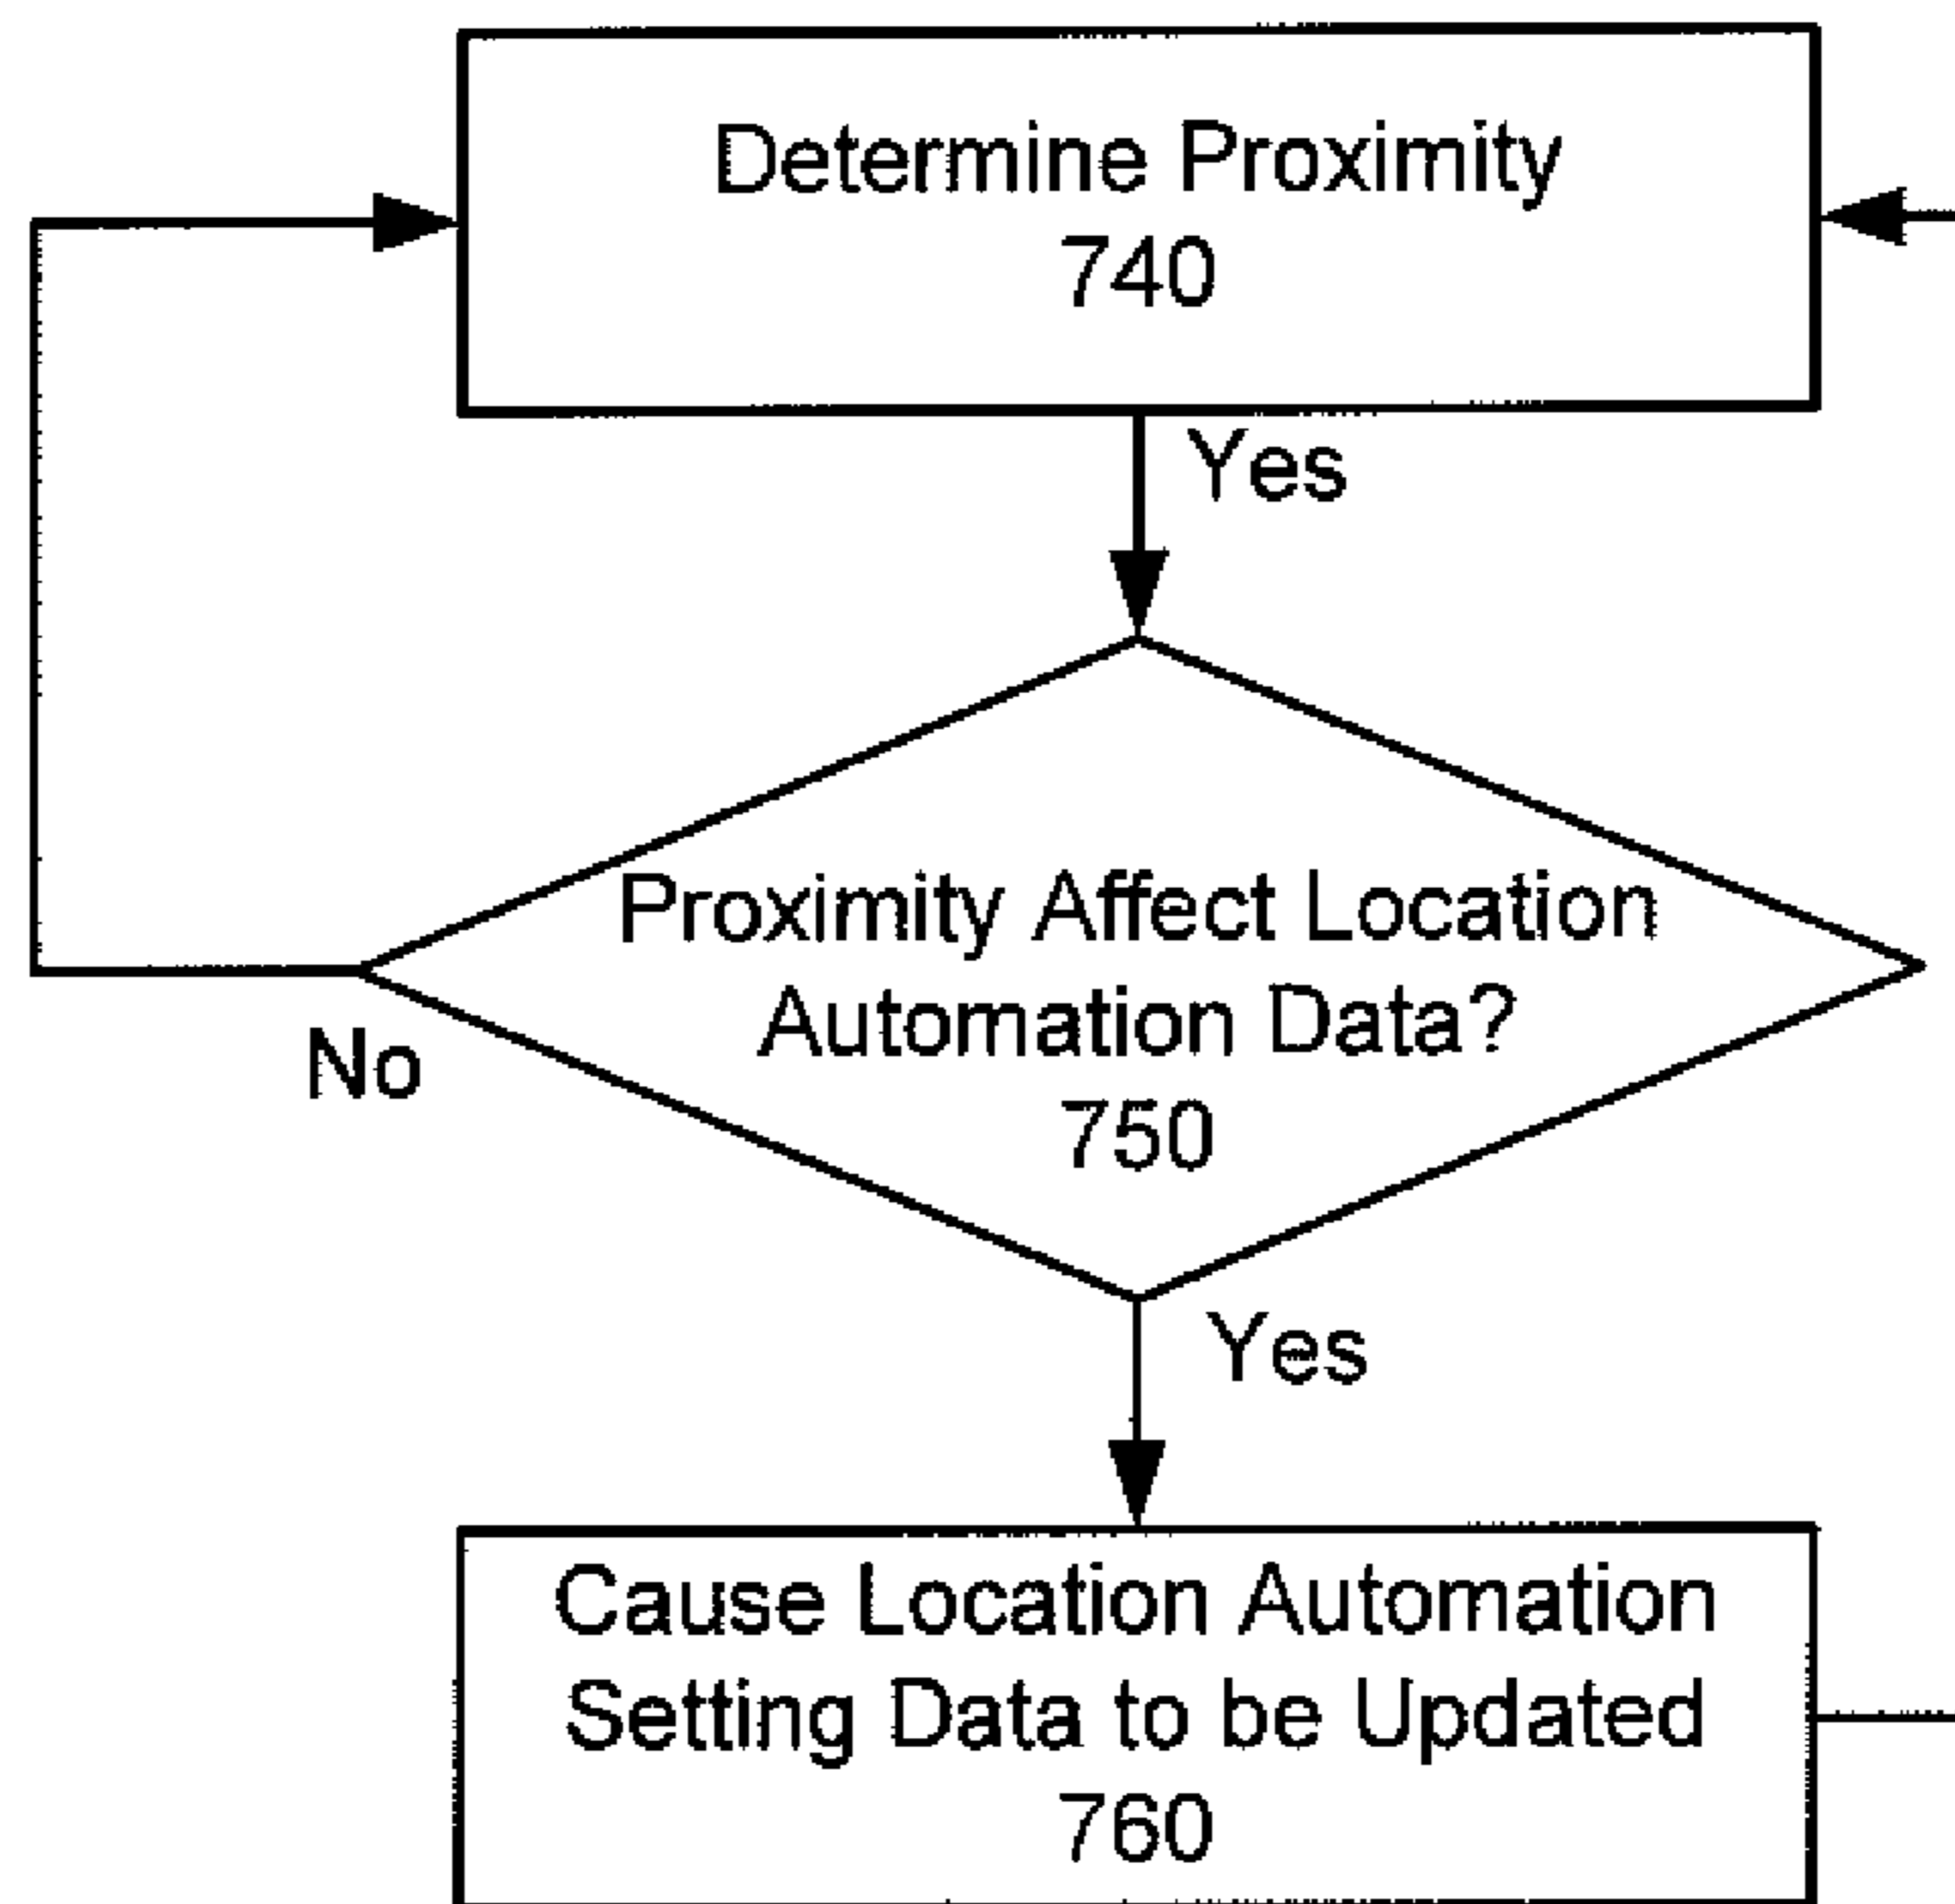 Determine Proximity
740
Yes
Proximity Affect Location
Automation Data?
750
No
Yes
Cause Location Automation
Setting Data to be Updated
760